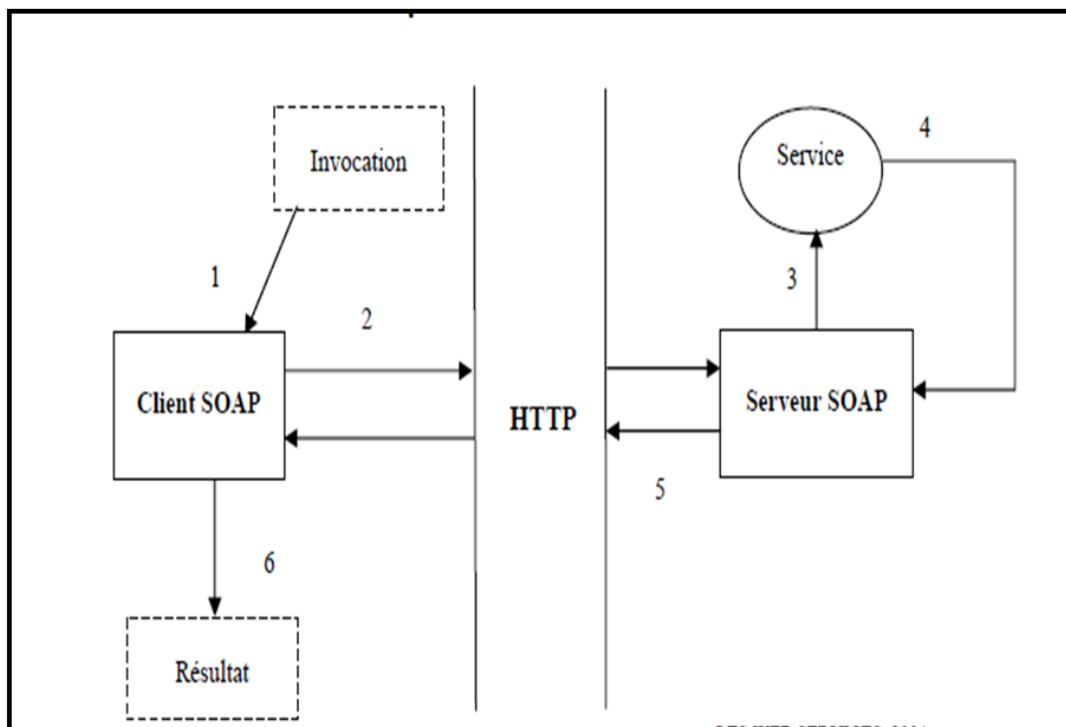 Invocation
Service
4
1
2
3
Client SOAP
HTTP
Serveur SOAP
5
6
Résultat